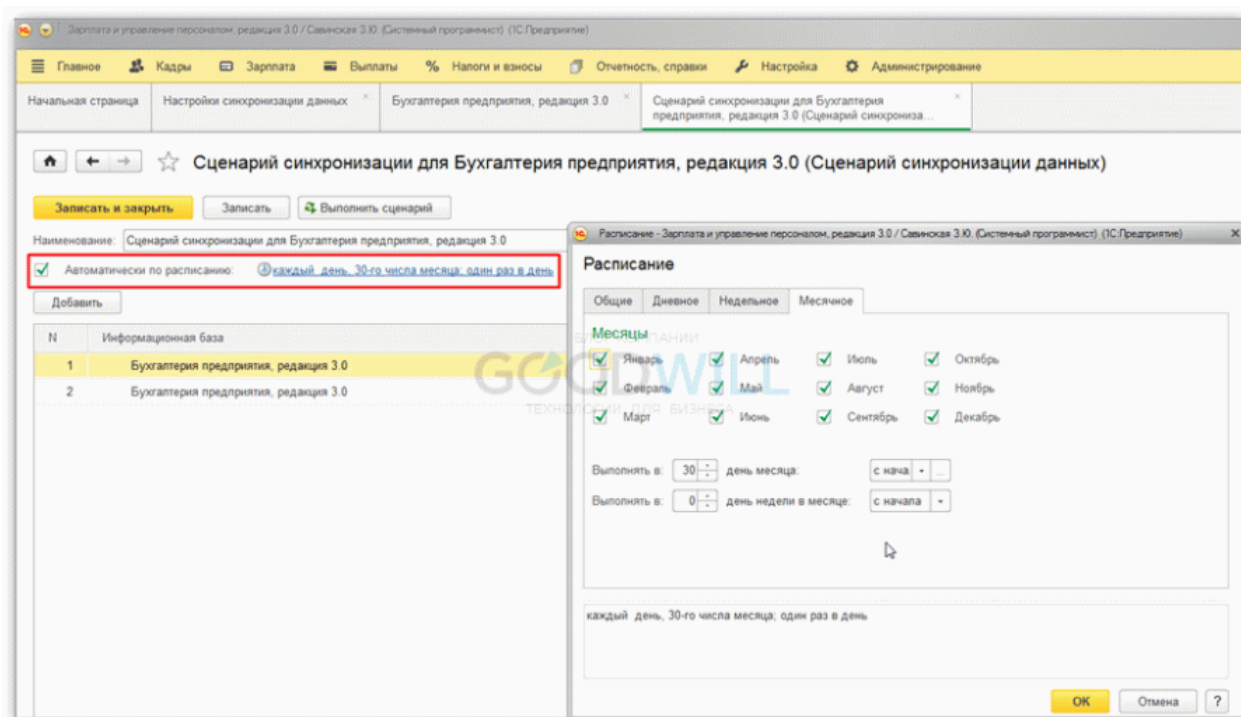 Зарплата и управление персоналом, редакция 3.0 / Савинская З.Ю. (Системный программист) (1С:Предприятие)
Главное Кадры Зарплата Выплаты % Налоги и взносы Отчетность, справки Настройка Администрирование
Начальная страница Настройки синхронизации данных × Бухгалтерия предприятия, редакция 3.0 × Сценарий синхронизации для Бухгалтерия ×
предприятия, редакция 3.0 (Сценарий синхрониза...
Сценарий синхронизации для Бухгалтерия предприятия, редакция 3.0 (Сценарий синхронизации данных)
Записать и закрыть Записать Выполнить сценарий
Наименование: Сценарий синхронизации для Бухгалтерия предприятия, редакция 3.0
Автоматически по расписанию: каждый день, 30-го числа месяца; один раз в день
Добавить
N Информационная база
1 Бухгалтерия предприятия, редакция 3.0
2 Бухгалтерия предприятия, редакция 3.0
Расписание - Зарплата и управление персоналом, редакция 3.0 / Савинская З.Ю. (Системный программист) (1С:Предприятие) ×
Расписание
Общие Дневное Недельное Месячное
Месяцы
Январь Апрель Июль Октябрь
Февраль Май Август Ноябрь
Март Июнь Сентябрь Декабрь
Выполнять в: 30 день месяца: с нача ...
Выполнять в: 0 день недели в месяце: с начала
каждый день, 30-го числа месяца; один раз в день
OK Отмена ?
КОМПАНИИ
GOODWILL
ТЕХНОЛОГИИ ДЛЯ БИЗНЕСА